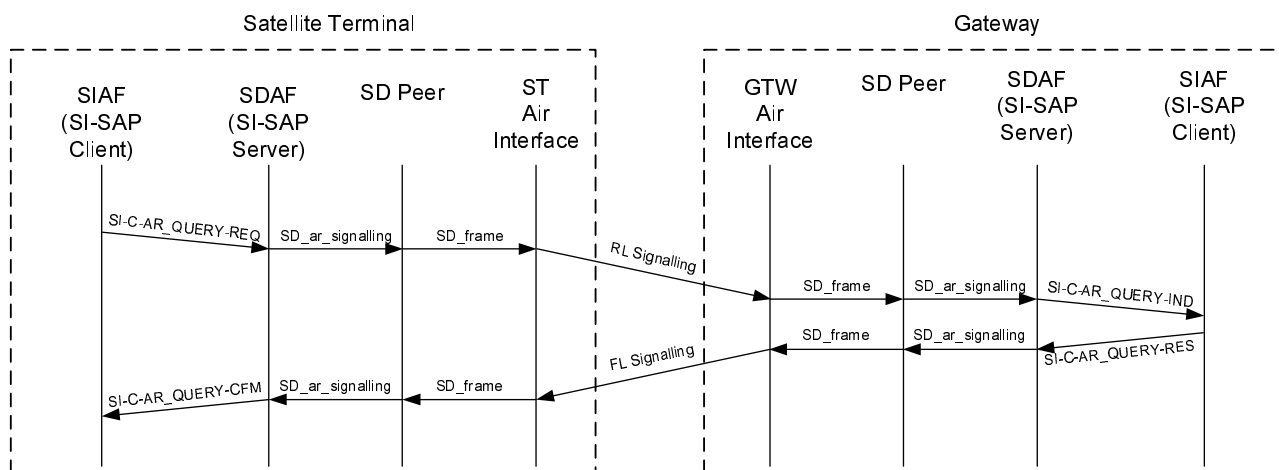 Satellite Terminal
Gateway
SIAF
(SI-SAP
Client)
SDAF
(SI-SAP
Server)
SD Peer
ST
Air
Interface
GTW
Air
Interface
SD Peer
SDAF
(SI-SAP
Server)
SIAF
(SI-SAP
Client)
SI-C-AR_QUERY-REQ
SD_ar_signalling
SD_frame
RL Signalling
SD_frame
SD_ar_signalling
SI-C-AR_QUERY-IND
SI-C-AR_QUERY-RES
SD_ar_signalling
SD_frame
FL Signalling
SD_frame
SD_ar_signalling
SI-C-AR_QUERY-CFM